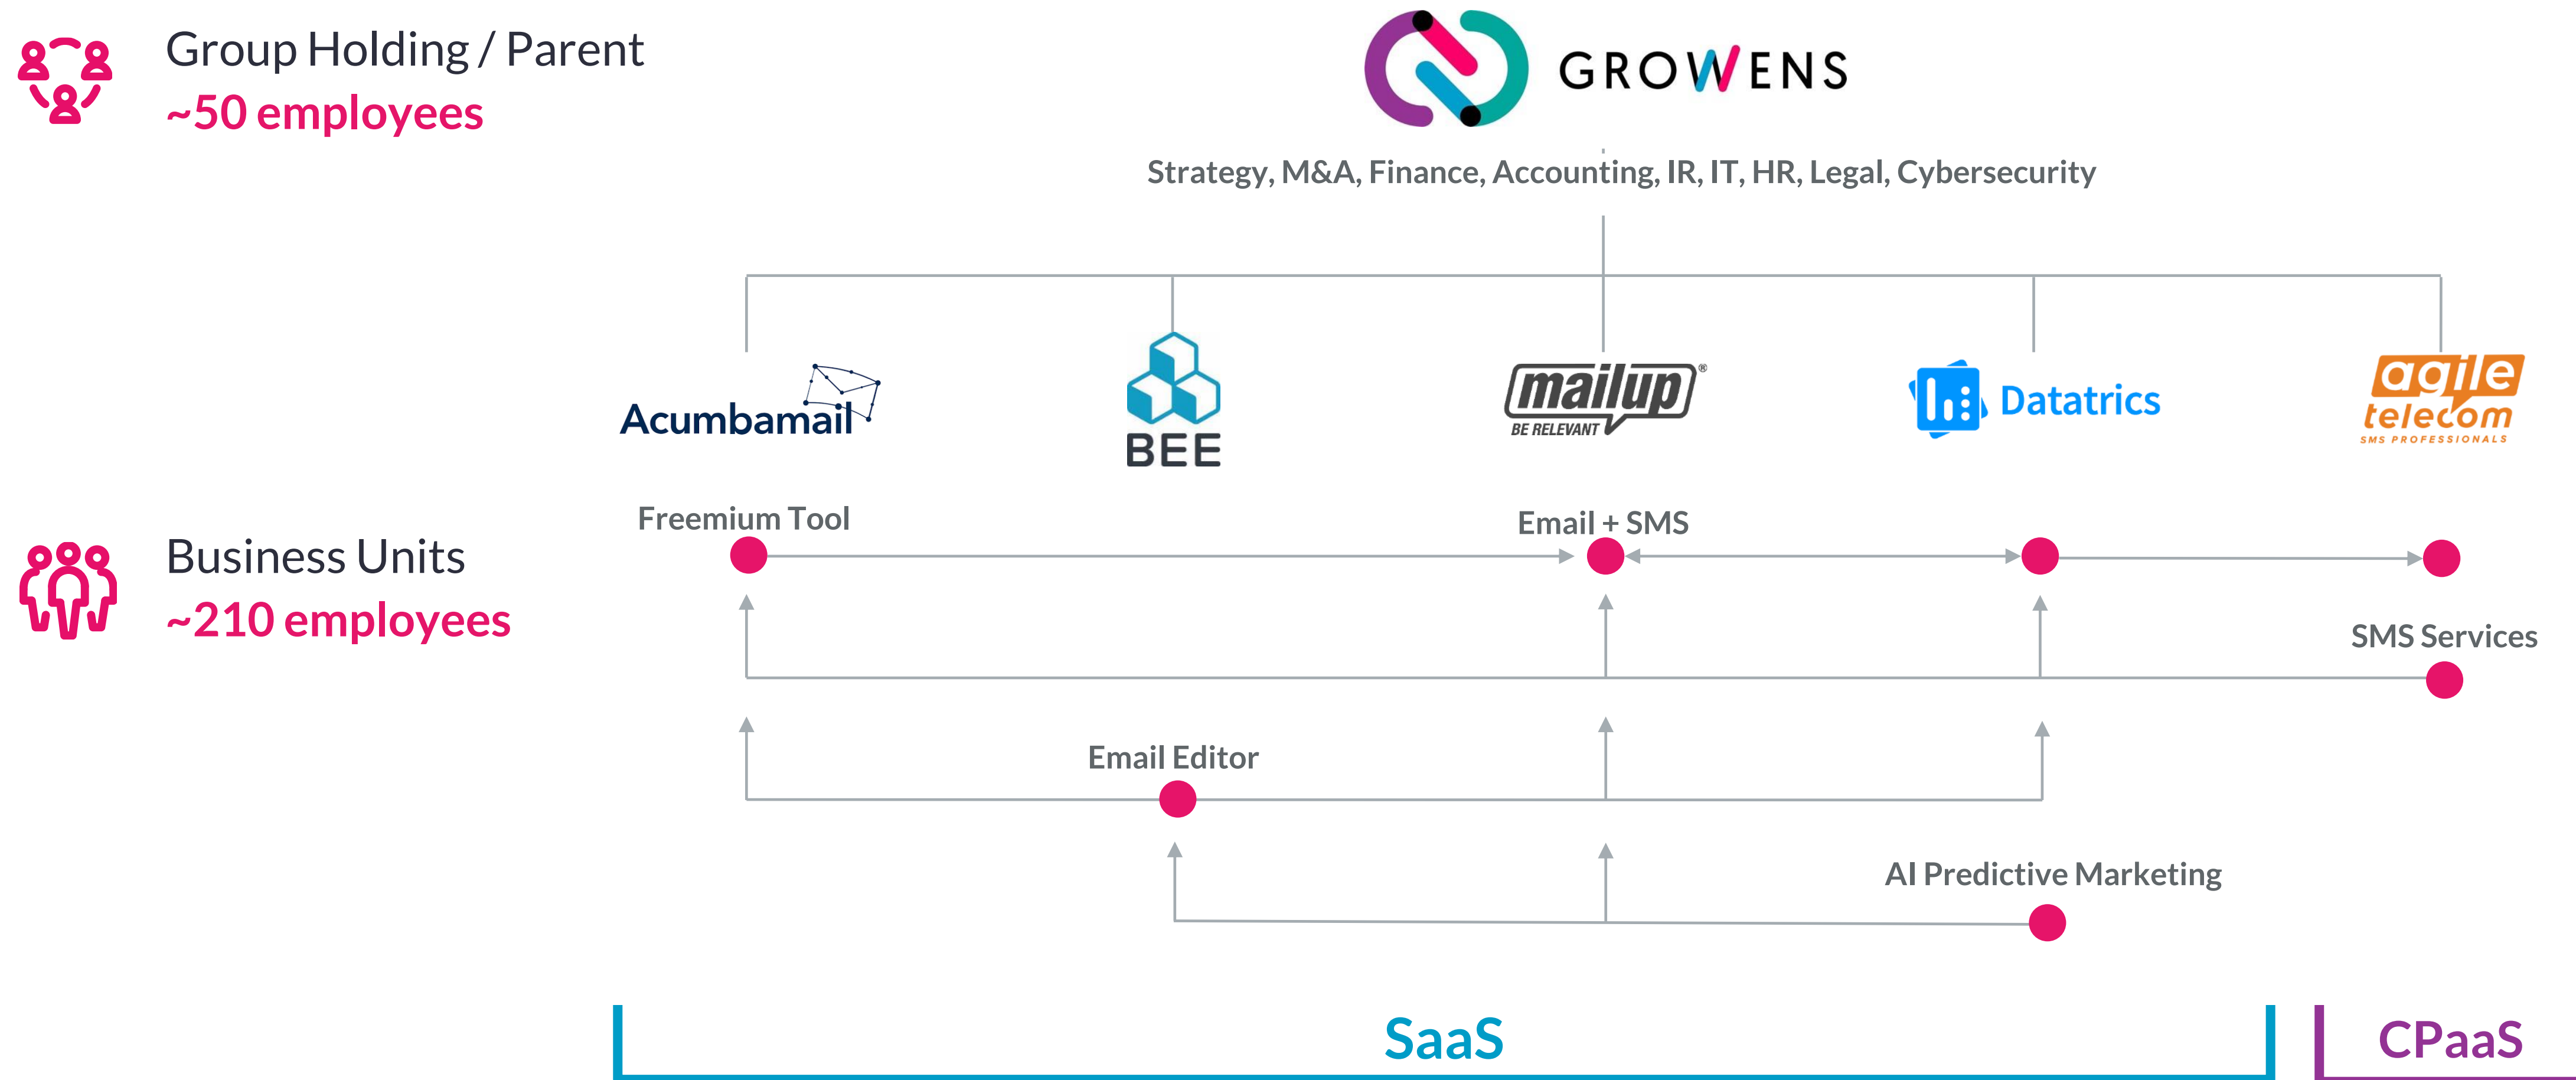 Group Holding / Parent
~50 employees
GROWENS
Strategy, M&A, Finance, Accounting, IR, IT, HR, Legal, Cybersecurity
Acumbamail
BEE
mailup®
BE RELEVANT
Datatrics
agile
telecom
SMS PROFESSIONALS
Business Units
~210 employees
Freemium Tool
Email + SMS
SMS Services
Email Editor
AI Predictive Marketing
SaaS
CPaaS